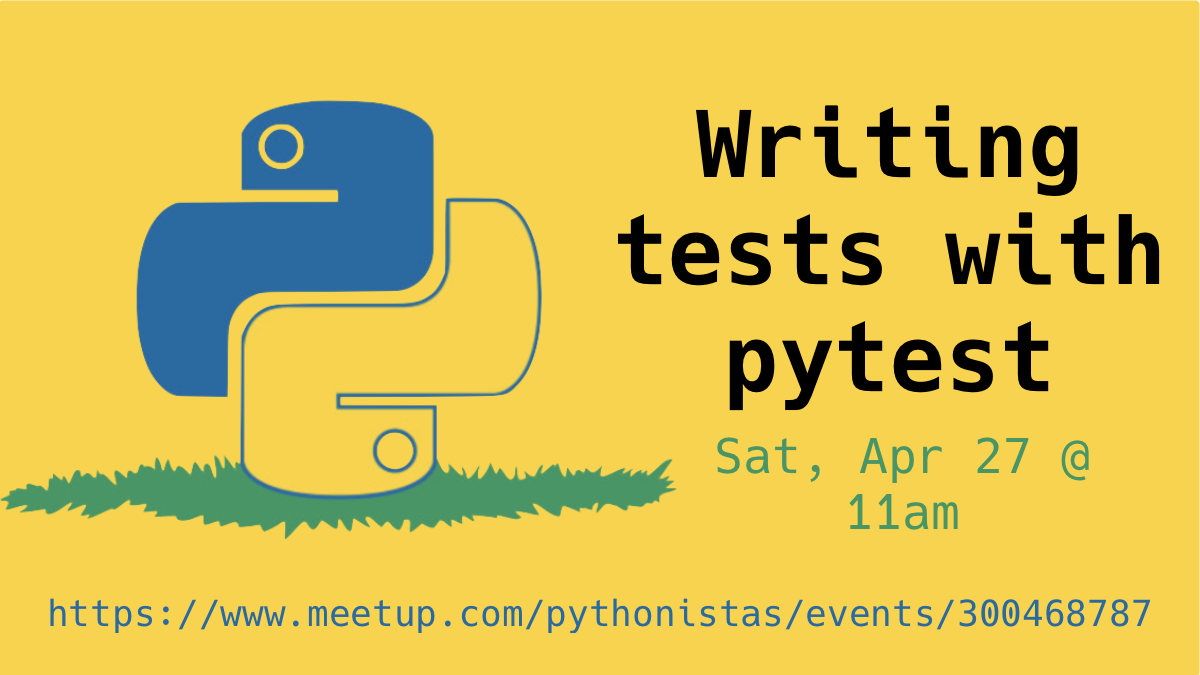 Writing
tests with
pytest
Sat, Apr 27 @
11am
https://www.meetup.com/pythonistas/events/300468787